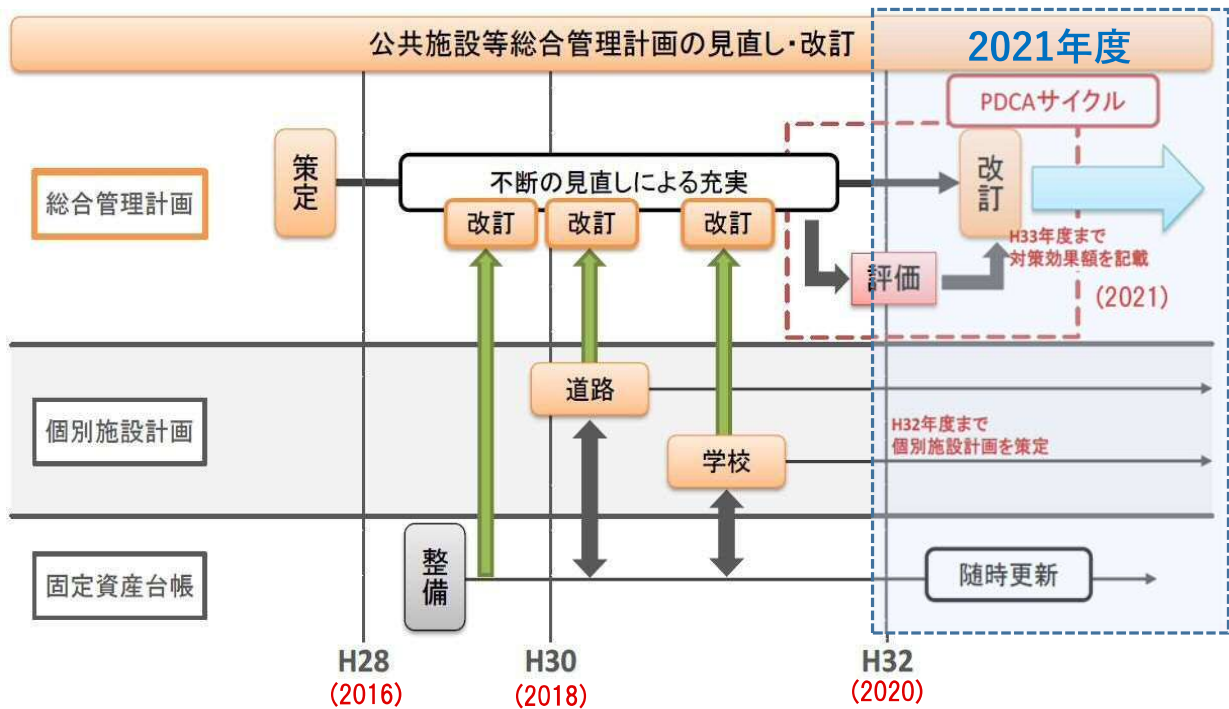 公共施設等総合管理計画の見直し・改訂
2021年度
PDCAサイクル
総合管理計画
策定
不断の見直しによる充実
改訂
改訂
改訂
改訂
評価
H33年度まで
対策効果額を記載
(2021)
個別施設計画
道路
学校
H32年度まで
個別施設計画を策定
固定資産台帳
整備
随時更新
H28
(2016)
H30
(2018)
H32
(2020)